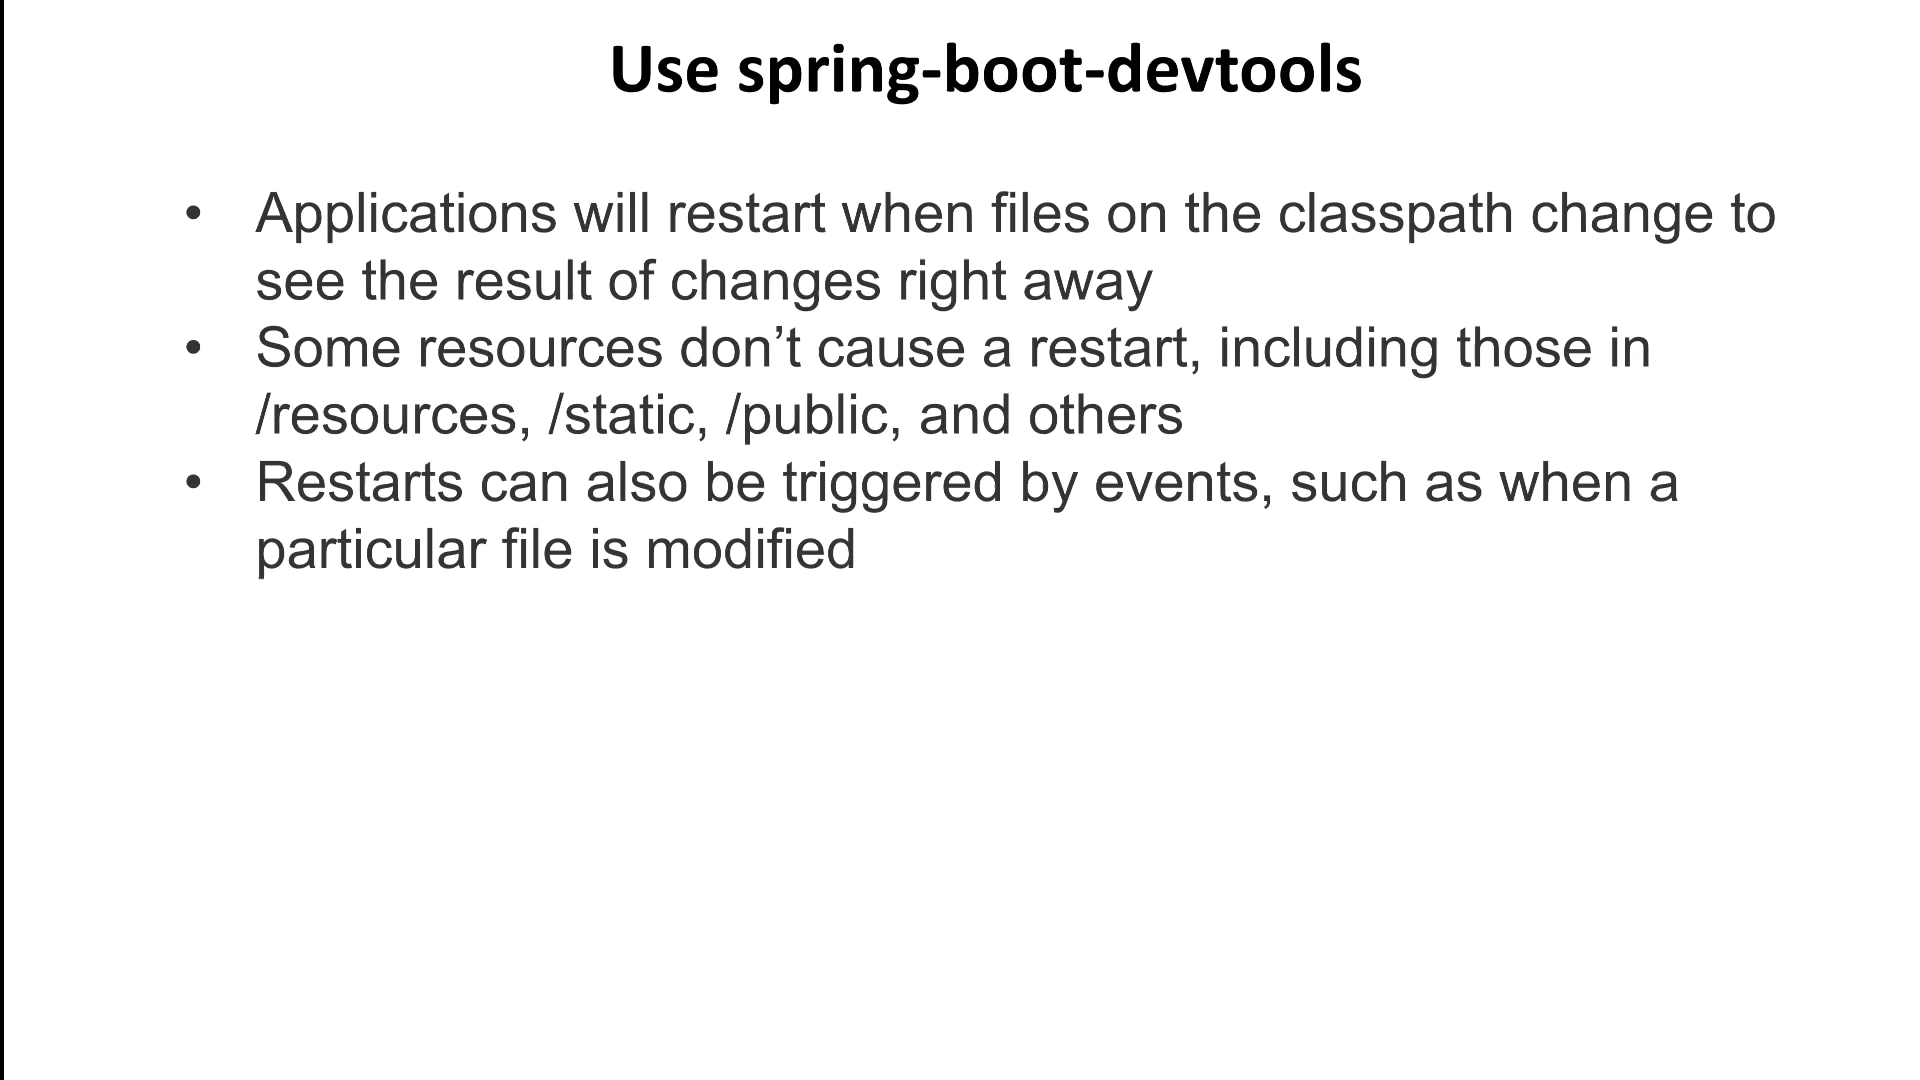 Use spring-boot-devtools
• Applications will restart when files on the classpath change to
see the result of changes right away
• Some resources don’t cause a restart, including those in
/resources, /static, /public, and others
• Restarts can also be triggered by events, such as when a
particular file is modified